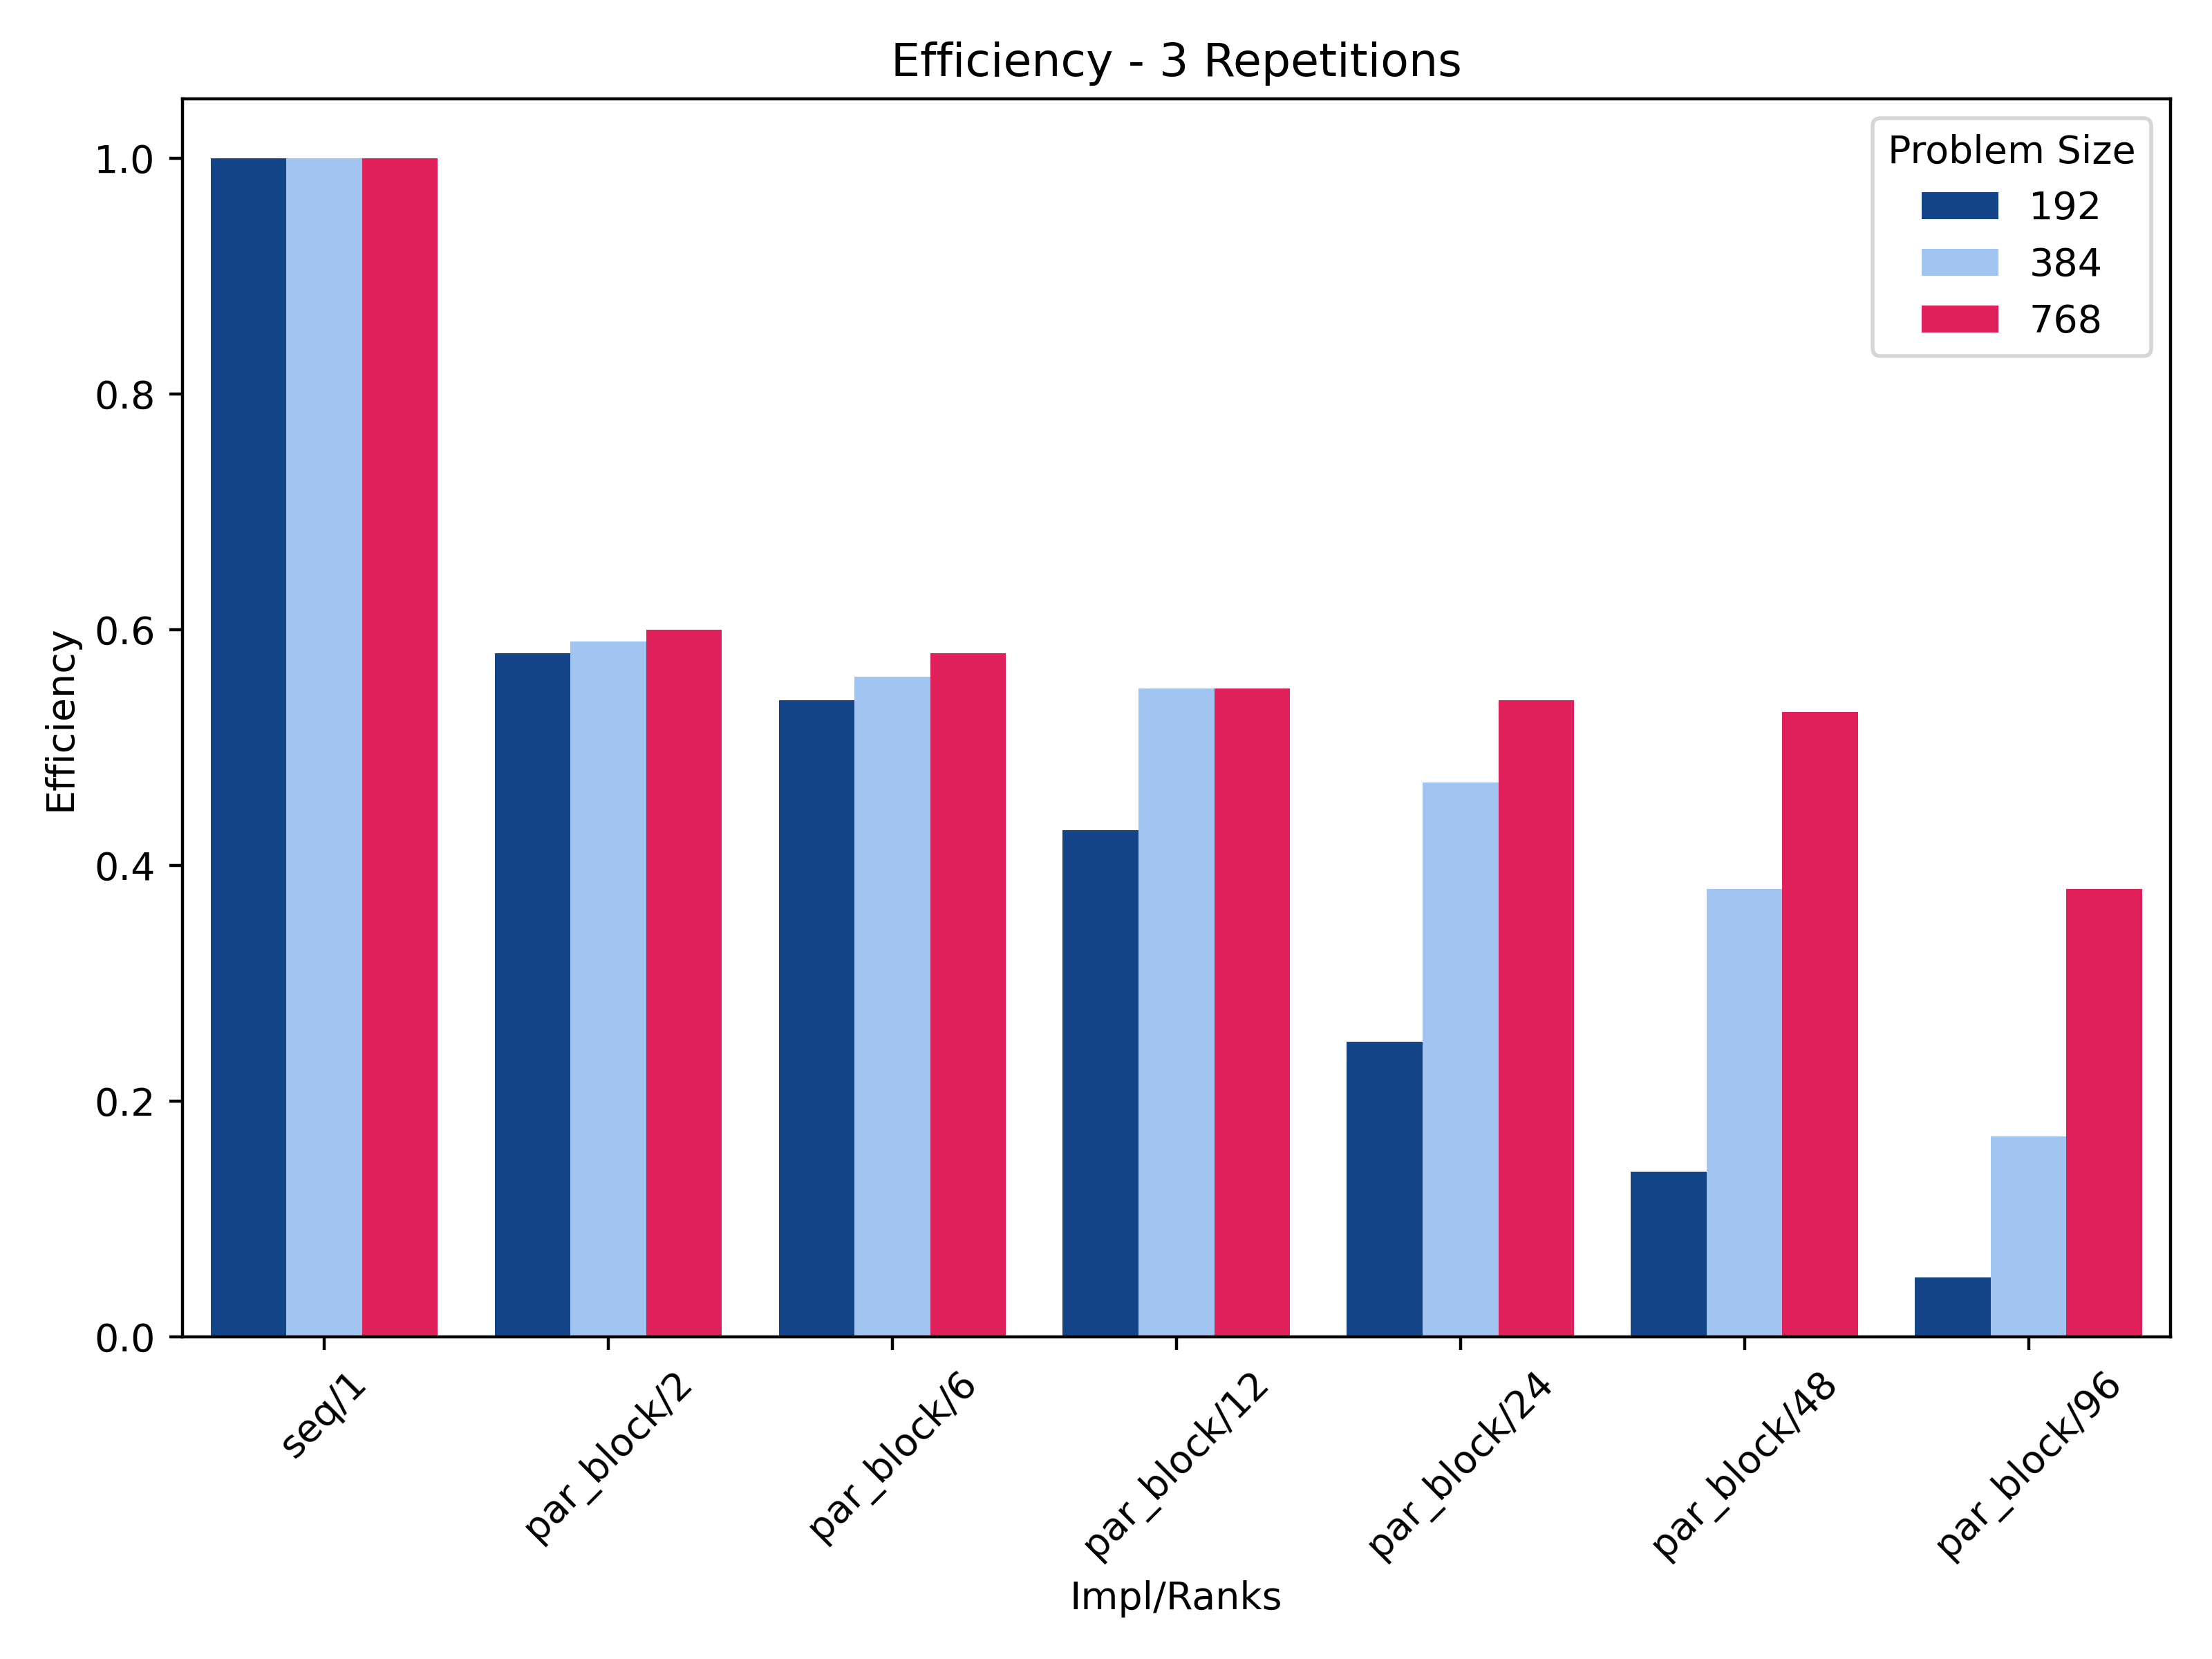 Efficiency - 3 Repetitions
Problem Size
192
384
768
Efficiency
1.0
0.8
0.6
0.4
0.2
0.0
seq/1
par_block/2
par_block/6
par_block/12
par_block/24
par_block/48
par_block/96
Impl/Ranks